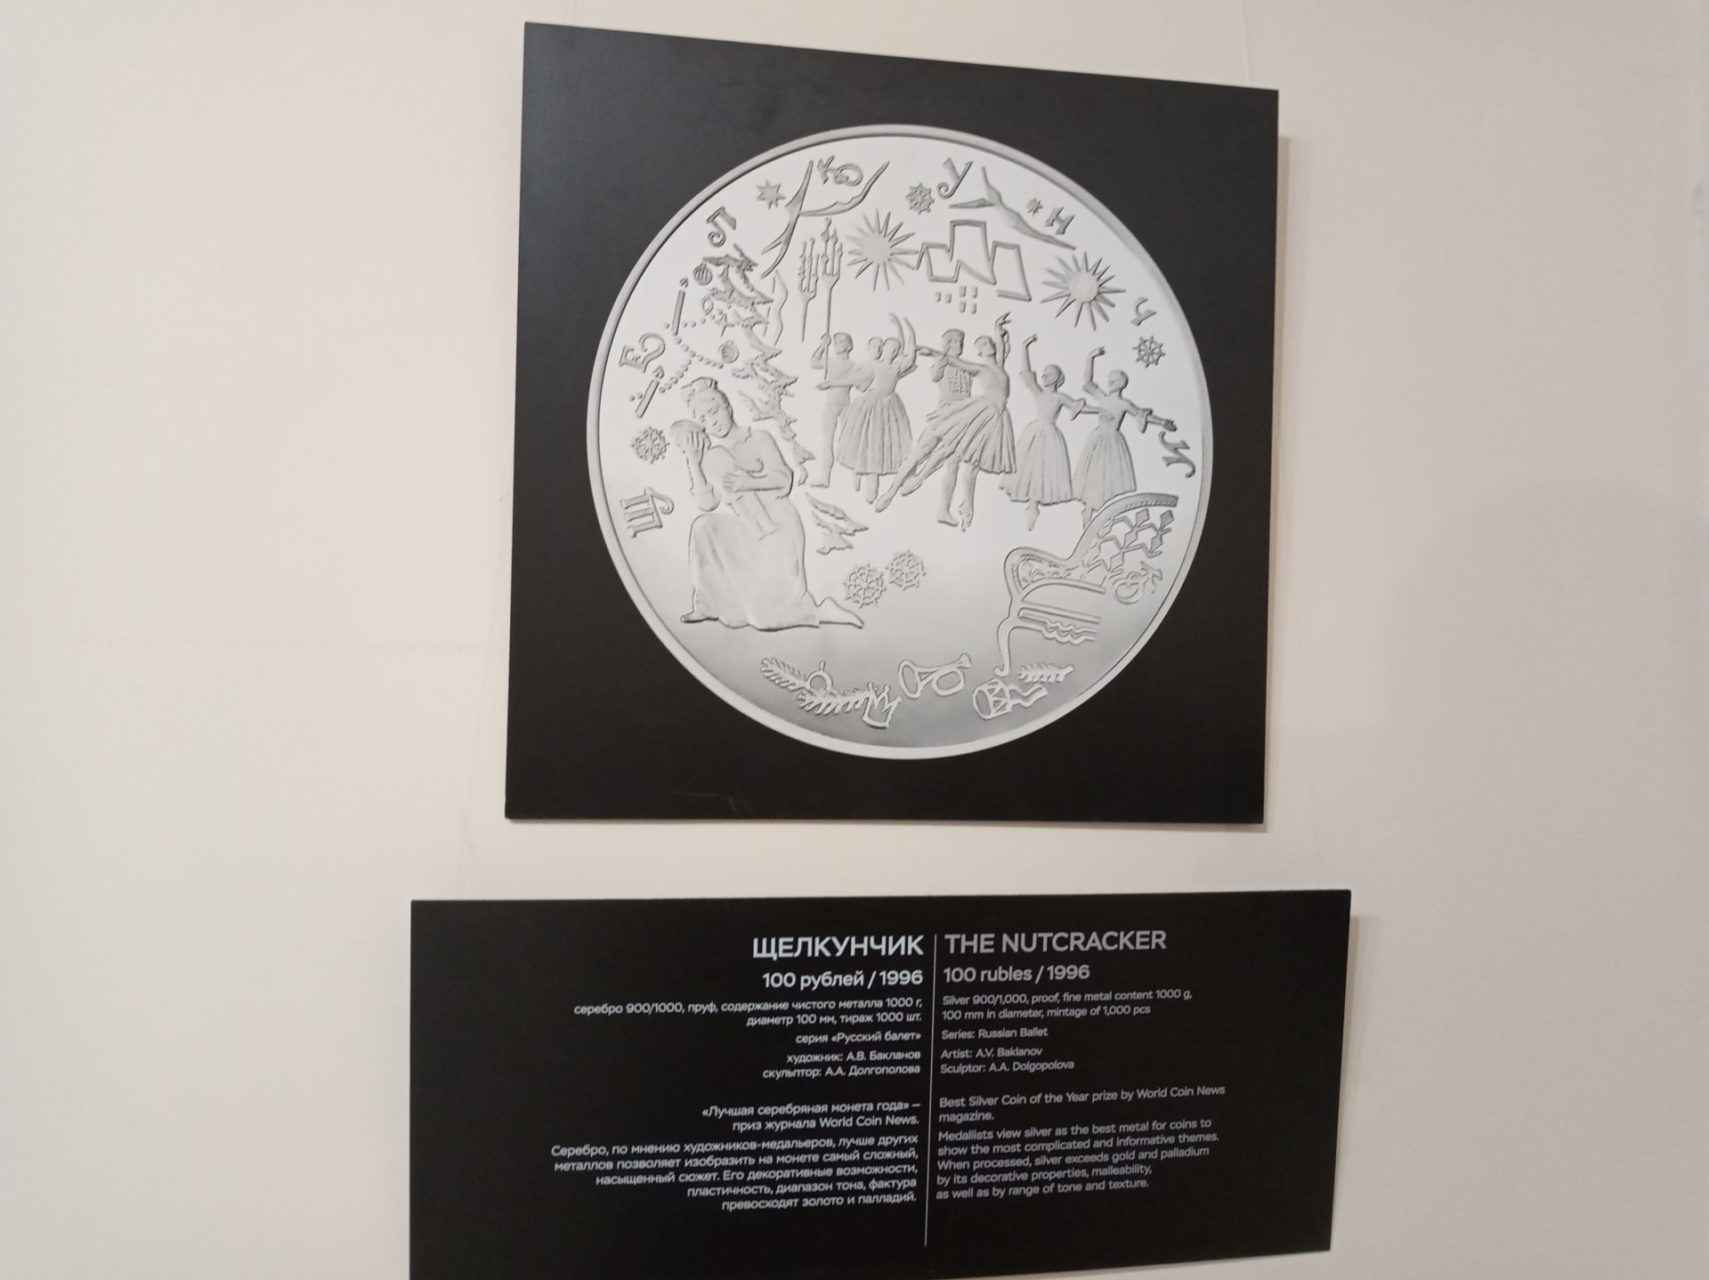 Щ Е Л К У Н Ч И К
ЩЕЛКУНЧИК
100 рублей / 1996
серебро 900/1000, пруф, содержание чистого металла 1000 г,
диаметр 100 мм, тираж 1000 шт.
серия «Русский балет»
художник: А.В. Бакланов
скульптор: А.А. Долгополова
«Лучшая серебряная монета года» –
приз журнала World Coin News.
Серебро, по мнению художников-медальеров, лучше других
металлов позволяет изобразить на монете самый сложный,
насыщенный сюжет. Его декоративные возможности,
пластичность, диапазон тона, фактура
превосходят золото и палладий.
THE NUTCRACKER
100 rubles / 1996
Silver 900/1,000, proof, fine metal content 1000 g,
100 mm in diameter, mintage of 1,000 pcs
Series: Russian Ballet
Artist: A.V. Baklanov
Sculptor: A.A. Dolgopolova
Best Silver Coin of the Year prize by World Coin News
magazine.
Medallists view silver as the best metal for coins to
show the most complicated and informative themes.
When processed, silver exceeds gold and palladium
by its decorative properties, malleability,
as well as by range of tone and texture.